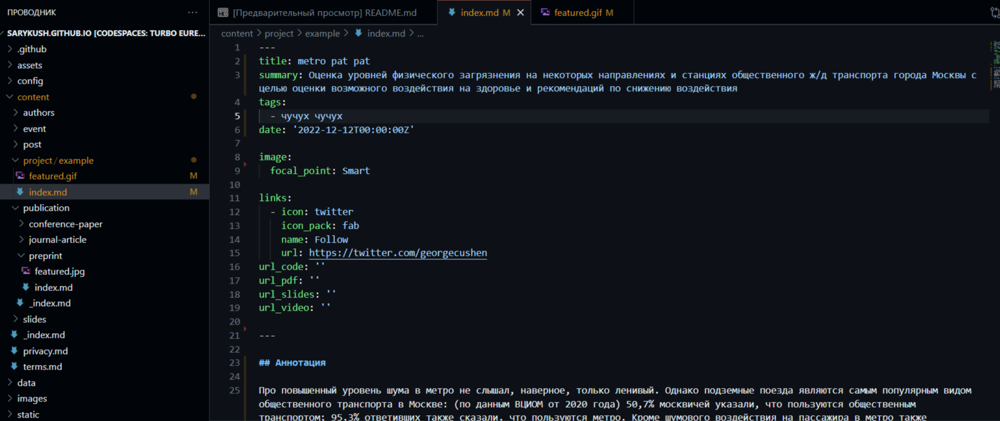 ПРОВОДНИК ...
SARYKUSH.GITHUB.IO [CODESPACES: TURBO EURE...
.github
assets
config
content
authors
event
post
project / example
featured.gif M
index.md M
publication
conference-paper
journal-article
preprint
featured.jpg
index.md
_index.md
slides
_index.md
privacy.md
terms.md
data
images
static
[Предварительный просмотр] README.md
index.md M
featured.gif M
content > project > example > index.md > ...
1 ---
2 title: metro pat pat
3 summary: Оценка уровней физического загрязнения на некоторых направлениях и станциях общественного ж/д транспорта города Москвы с
целью оценки возможного воздействия на здоровье и рекомендаций по снижению воздействия
4 tags:
5 - чучух чучух
6 date: '2022-12-12T00:00:00Z'
7
8 image:
9 focal_point: Smart
10
11 links:
12 - icon: twitter
13 icon_pack: fab
14 name: Follow
15 url: https://twitter.com/georgecushen
16 url_code: ''
17 url_pdf: ''
18 url_slides: ''
19 url_video: ''
20
21 ---
22
23 ## Аннотация
24
25 Про повышенный уровень шума в метро не слышал, наверное, только ленивый. Однако подземные поезда являются самым популярным видом
общественного транспорта в Москве: (по данным ВЦИОМ от 2020 года) 50,7% москвичей указали, что пользуются общественным
транспортом; 95,3% ответивших также сказали, что пользуются метро. Кроме шумового воздействия на пассажира в метро также